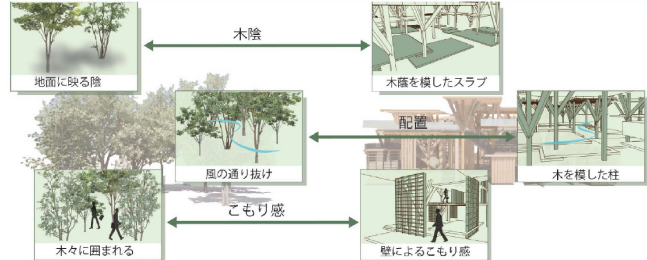 木陰
地面に映る陰
木蔭を模したスラブ
配置
風の通り抜け
木を模した柱
こもり感
木々に囲まれる
壁によるこもり感